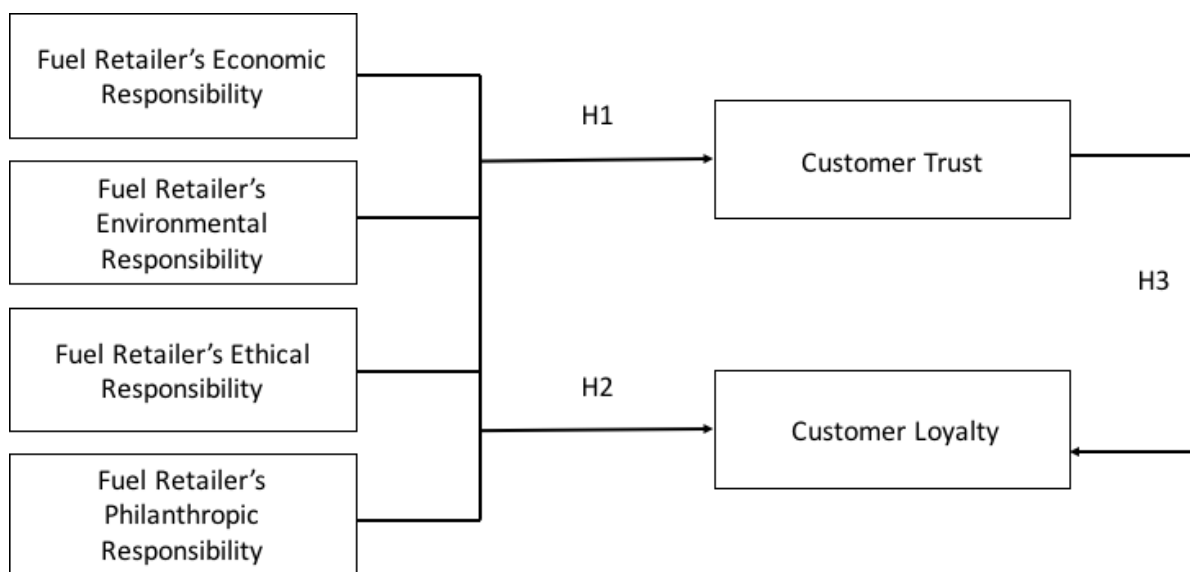 Fuel Retailer’s Economic
Responsibility
H1
Customer Trust
Fuel Retailer’s
Environmental
Responsibility
H3
Fuel Retailer’s Ethical
Responsibility
H2
Customer Loyalty
Fuel Retailer’s
Philanthropic
Responsibility